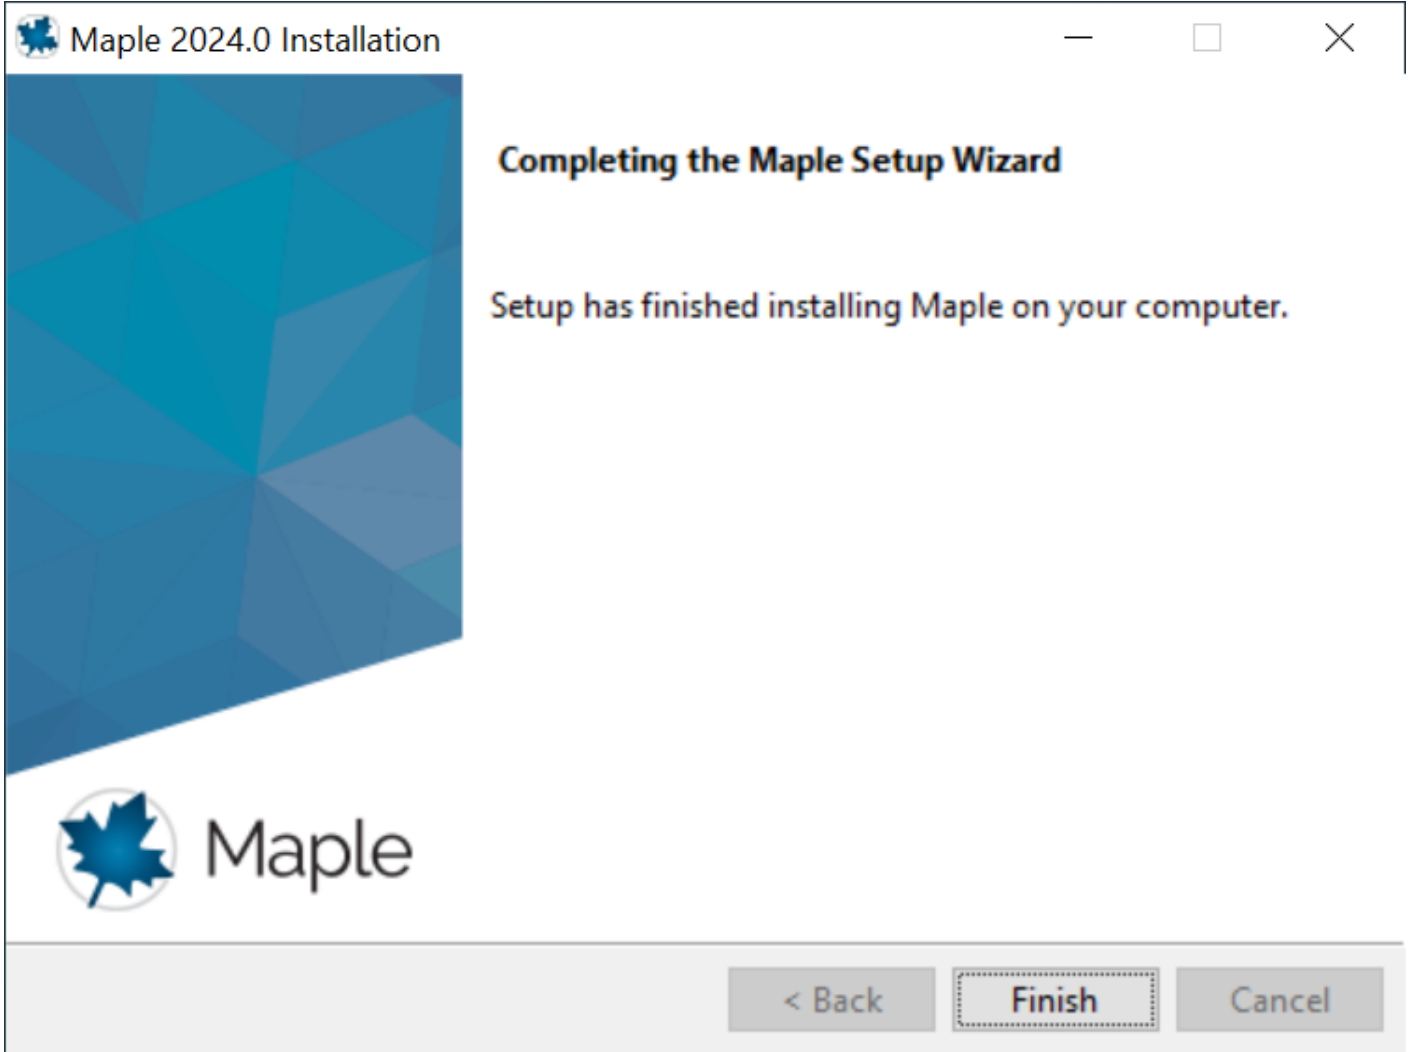 Maple 2024.0 Installation
Completing the Maple Setup Wizard
Setup has finished installing Maple on your computer.
Maple
< Back
Finish
Cancel